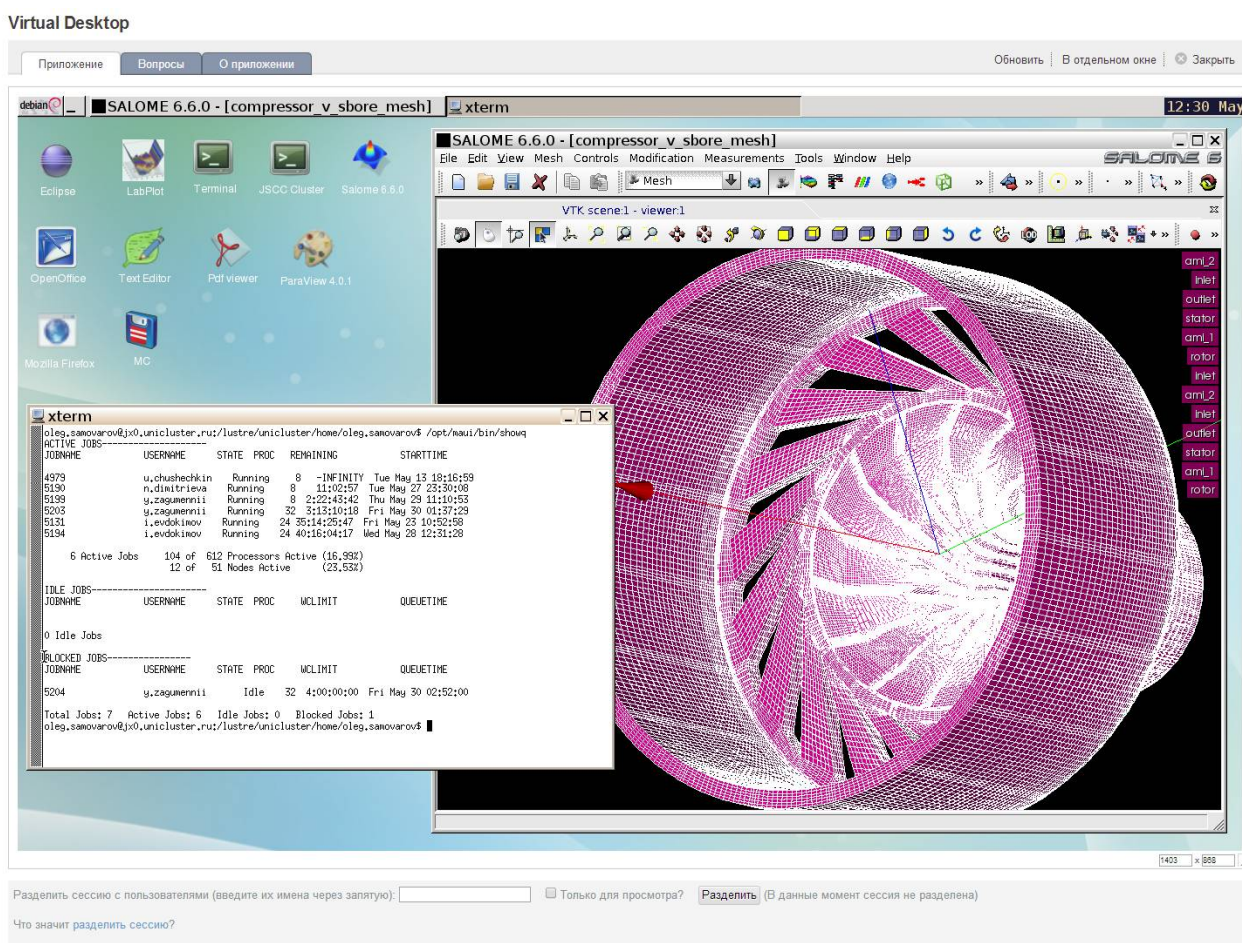 Virtual Desktop
Приложение Вопросы О приложении Обновить В отдельном окне Закрыть
debian SALOME 6.6.0 - [compressor_v_sbore_mesh] xterm 12:30 May
SALOME 6.6.0 - [compressor_v_sbore_mesh]
File Edit View Mesh Controls Modification Measurements Tools Window Help SALOME 6
Mesh
VTK scene:1 - viewer:1
Eclipse LabPlot Terminal JSCC Cluster Salome 6.6.0
OpenOffice Text Editor Pdf viewer ParaView 4.0.1
Mozilla Firefox MC
aml_2
Inlet
outlet
stator
aml_1
rotor
Inlet
aml_2
Inlet
outlet
stator
aml_1
rotor
xterm
oleg.samovarov@jx0.unicluster.ru:/lustre/unicluster/home/oleg.samovarov$ /opt/maui/bin/showq
ACTIVE JOBS--------------------
JOBNAME USERNAME STATE PROC REMAINING STARTTIME
4979 u.chushechkin Running 8 -INFINITY Tue May 13 18:16:59
5190 n.dimitrieva Running 8 11:02:57 Tue May 27 23:30:08
5199 y.zagumennii Running 8 2:22:43:42 Thu May 29 11:10:53
5203 y.zagumennii Running 32 3:13:10:18 Fri May 30 01:37:29
5131 i.evdokimov Running 24 35:14:25:47 Fri May 23 10:52:58
5194 i.evdokimov Running 24 40:16:04:17 Wed May 28 12:31:28
6 Active Jobs 104 of 612 Processors Active (16.99%)
12 of 51 Nodes Active (23.53%)
IDLE JOBS----------------------
JOBNAME USERNAME STATE PROC WCLIMIT QUEUETIME
0 Idle Jobs
BLOCKED JOBS----------------
JOBNAME USERNAME STATE PROC WCLIMIT QUEUETIME
5204 y.zagumennii Idle 32 4:00:00:00 Fri May 30 02:52:00
Total Jobs: 7 Active Jobs: 6 Idle Jobs: 0 Blocked Jobs: 1
oleg.samovarov@jx0.unicluster.ru:/lustre/unicluster/home/oleg.samovarov$
1403 x 868
Разделить сессию с пользователями (введите их имена через запятую): Только для просмотра? Разделить (В данные момент сессия не разделена)
Что значит разделить сессию?